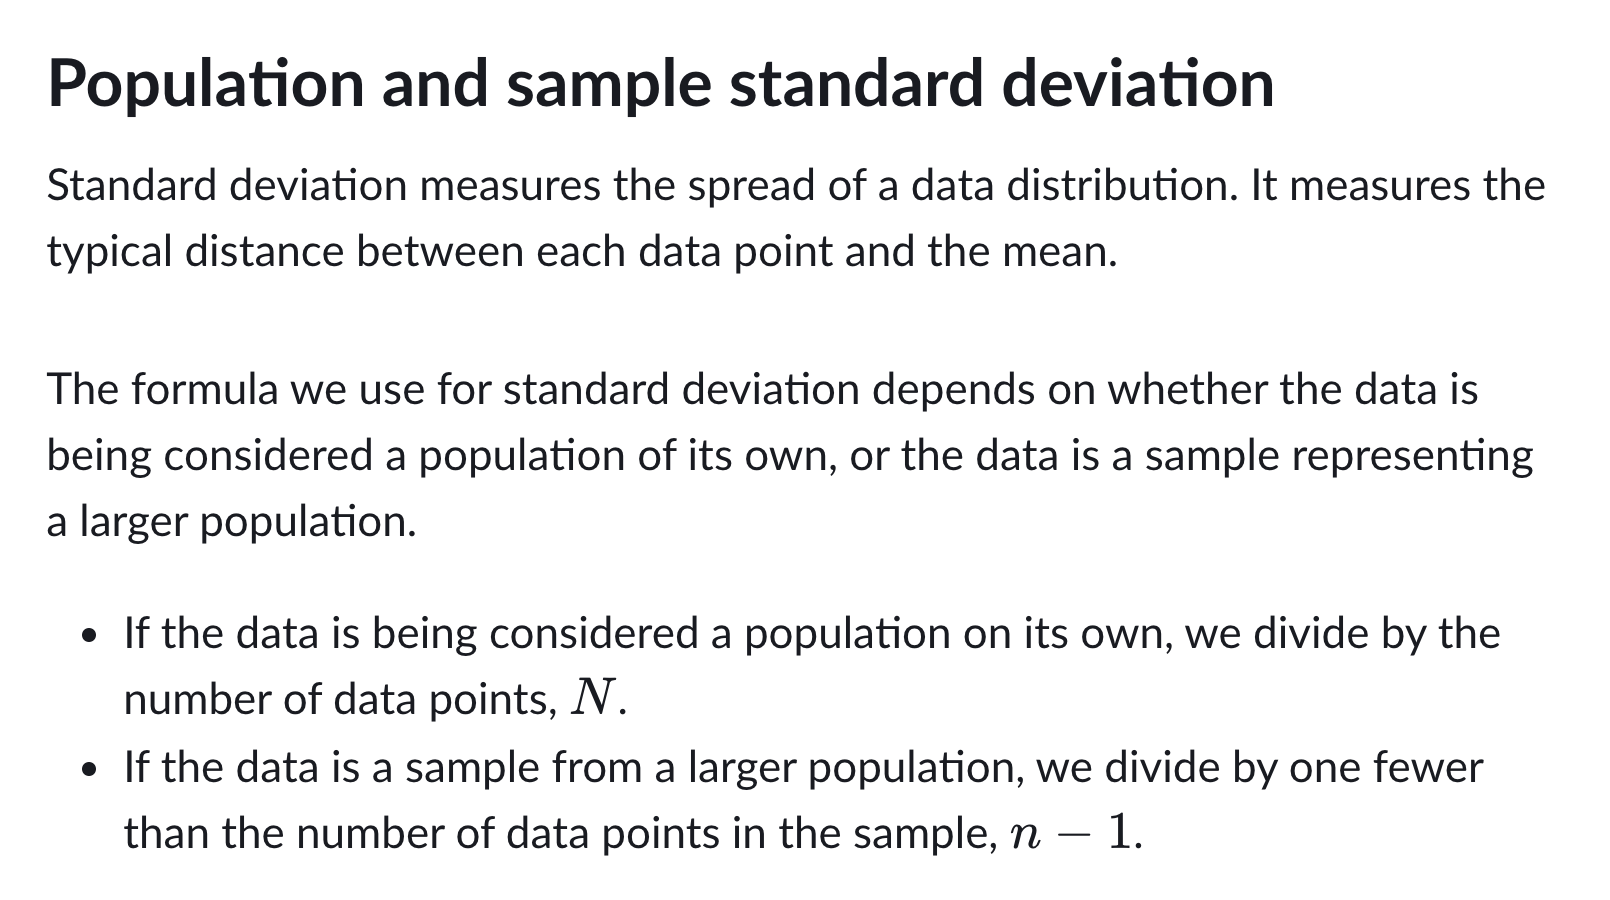 Population and sample standard deviation
Standard deviation measures the spread of a data distribution. It measures the
typical distance between each data point and the mean.
The formula we use for standard deviation depends on whether the data is
being considered a population of its own, or the data is a sample representing
a larger population.
• If the data is being considered a population on its own, we divide by the
number of data points, N.
• If the data is a sample from a larger population, we divide by one fewer
than the number of data points in the sample, n − 1.